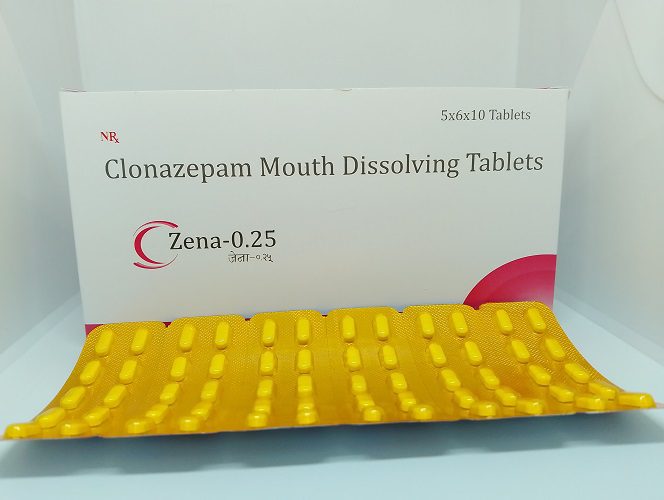 5x6x10 Tablets
NRx
Clonazepam Mouth Dissolving Tablets
Zena-0.25
ज़ेना-०.२५